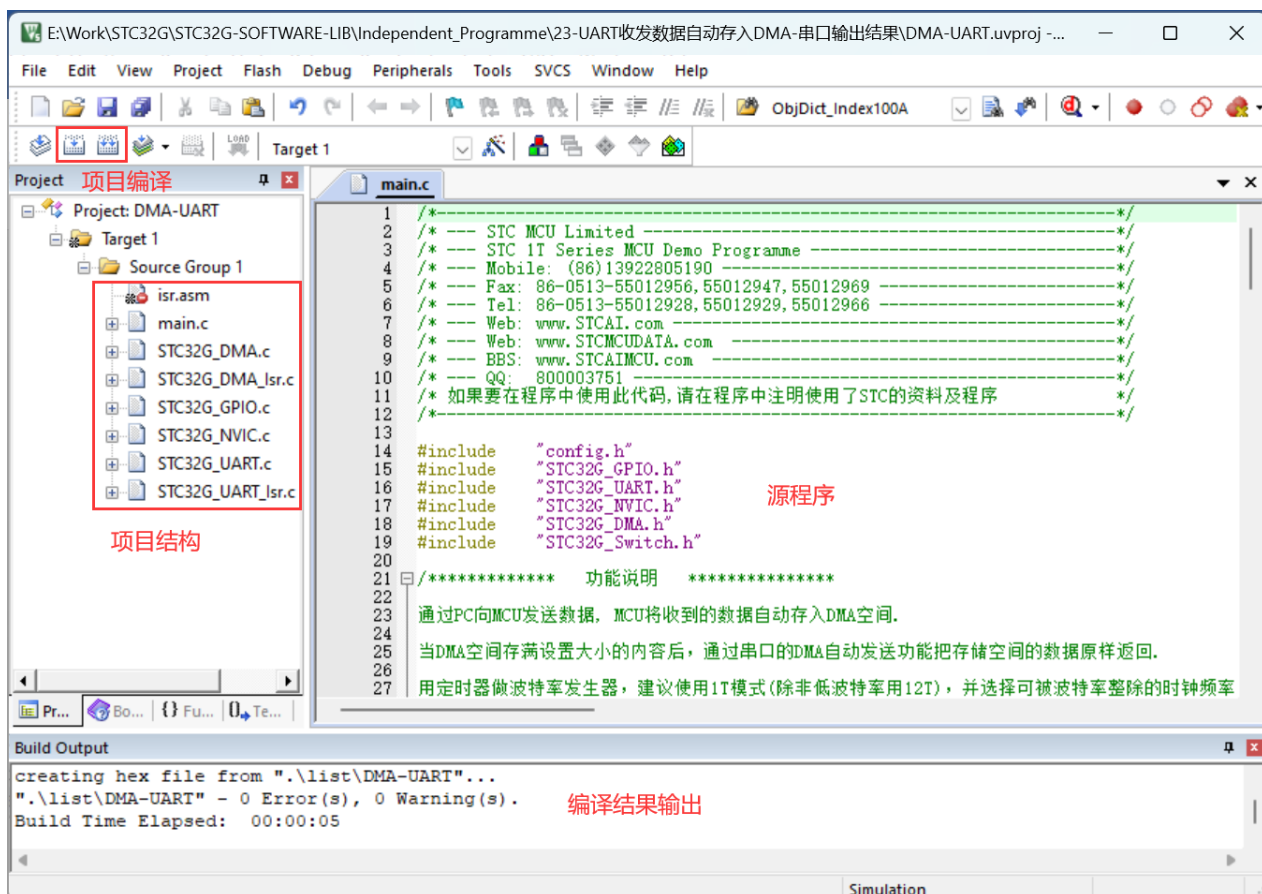 E:\Work\STC32G\STC32G-SOFTWARE-LIB\Independent_Programme\23-UART收发数据自动存入DMA-串口输出结果\DMA-UART.uvproj -...
File Edit View Project Flash Debug Peripherals Tools SVCS Window Help
ObjDict_Index100A
LOAD
Target 1
Project 项目编译
main.c
Project: DMA-UART
Target 1
Source Group 1
isr.asm
main.c
STC32G_DMA.c
STC32G_DMA_Isr.c
STC32G_GPIO.c
STC32G_NVIC.c
STC32G_UART.c
STC32G_UART_Isr.c
项目结构
Pr... Bo... {} Fu... Te...
1 /*---------------------------------------------------------------------*/
2 /* --- STC MCU Limited ------------------------------------------------*/
3 /* --- STC 1T Series MCU Demo Programme -------------------------------*/
4 /* --- Mobile: (86)13922805190 ----------------------------------------*/
5 /* --- Fax: 86-0513-55012956,55012947,55012969 ------------------------*/
6 /* --- Tel: 86-0513-55012928,55012929,55012966 ------------------------*/
7 /* --- Web: www.STCAI.com ---------------------------------------------*/
8 /* --- Web: www.STCMCUDATA.com  ---------------------------------------*/
9 /* --- BBS: www.STCAIMCU.com  -----------------------------------------*/
10 /* --- QQ:  800003751 -------------------------------------------------*/
11 /* 如果要在程序中使用此代码,请在程序中注明使用了STC的资料及程序 */
12 /*---------------------------------------------------------------------*/
13
14 #include "config.h"
15 #include "STC32G_GPIO.h"
16 #include "STC32G_UART.h"
17 #include "STC32G_NVIC.h"
18 #include "STC32G_DMA.h"
19 #include "STC32G_Switch.h"
源程序
20
21 /************* 功能说明 ***************
22
23 通过PC向MCU发送数据, MCU将收到的数据自动存入DMA空间.
24
25 当DMA空间存满设置大小的内容后，通过串口的DMA自动发送功能把存储空间的数据原样返回.
26
27 用定时器做波特率发生器，建议使用1T模式(除非低波特率用12T)，并选择可被波特率整除的时钟频率
Build Output
creating hex file from ".\list\DMA-UART"...
".\list\DMA-UART" - 0 Error(s), 0 Warning(s).
Build Time Elapsed:  00:00:05
编译结果输出
Simulation